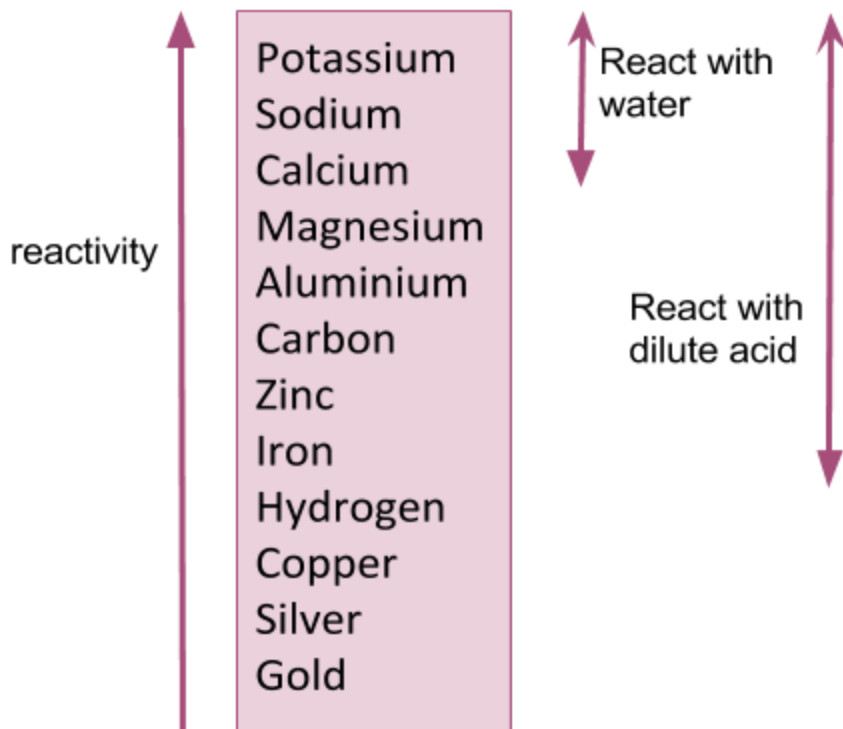 reactivity
Potassium
Sodium
Calcium
Magnesium
Aluminium
Carbon
Zinc
Iron
Hydrogen
Copper
Silver
Gold
React with
water
React with
dilute acid